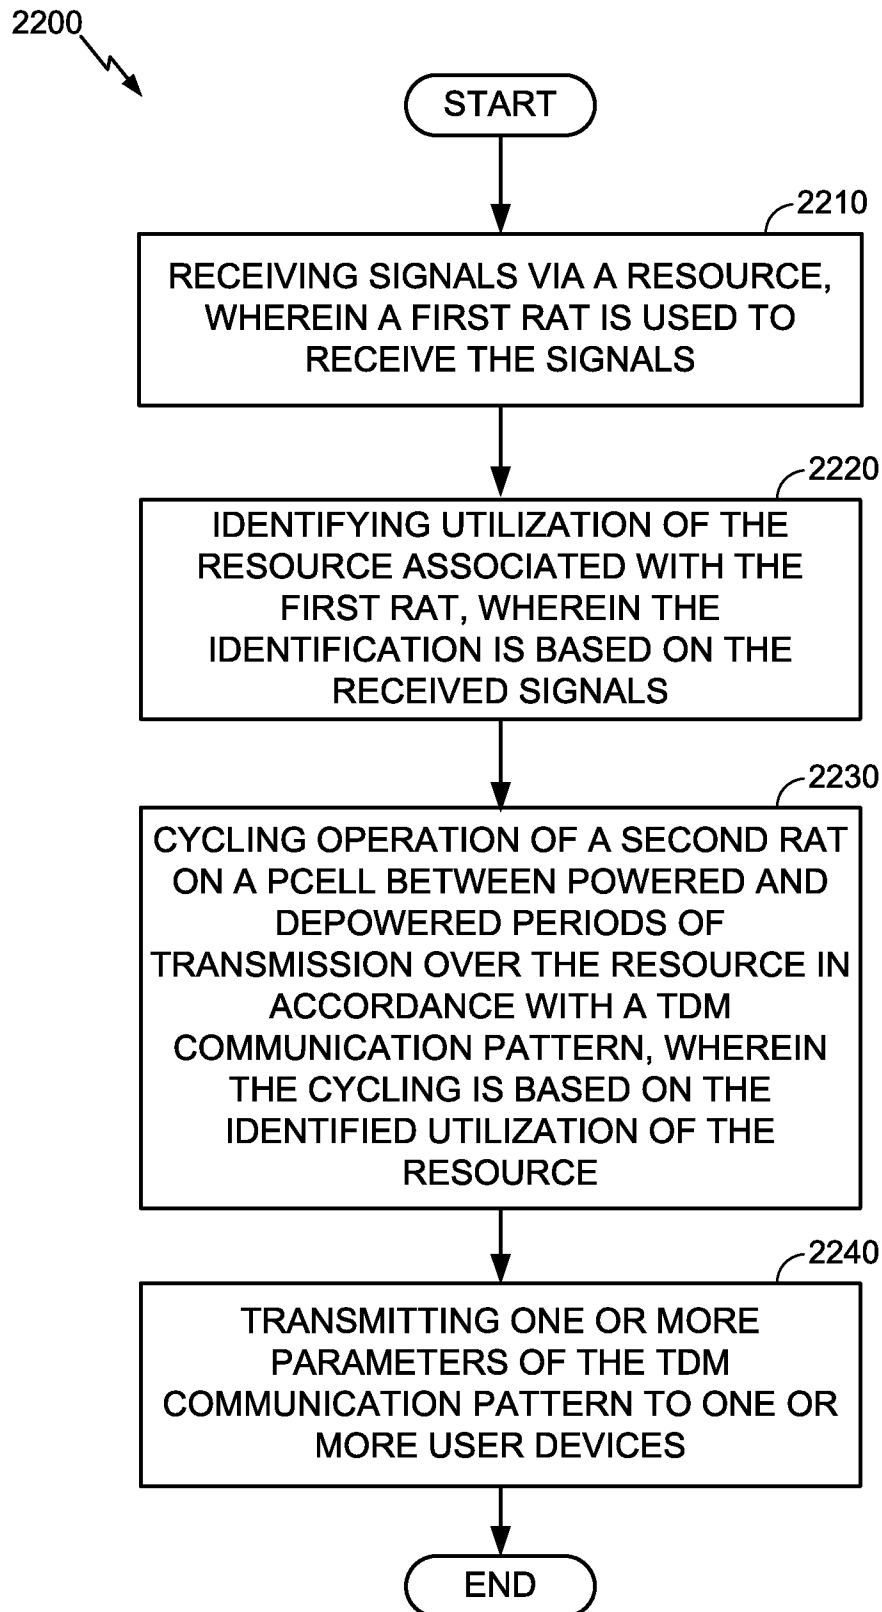 2200
START
2210
RECEIVING SIGNALS VIA A RESOURCE,
WHEREIN A FIRST RAT IS USED TO
RECEIVE THE SIGNALS
2220
IDENTIFYING UTILIZATION OF THE
RESOURCE ASSOCIATED WITH THE
FIRST RAT, WHEREIN THE
IDENTIFICATION IS BASED ON THE
RECEIVED SIGNALS
2230
CYCLING OPERATION OF A SECOND RAT
ON A PCELL BETWEEN POWERED AND
DEPOWERED PERIODS OF
TRANSMISSION OVER THE RESOURCE IN
ACCORDANCE WITH A TDM
COMMUNICATION PATTERN, WHEREIN
THE CYCLING IS BASED ON THE
IDENTIFIED UTILIZATION OF THE
RESOURCE
2240
TRANSMITTING ONE OR MORE
PARAMETERS OF THE TDM
COMMUNICATION PATTERN TO ONE OR
MORE USER DEVICES
END